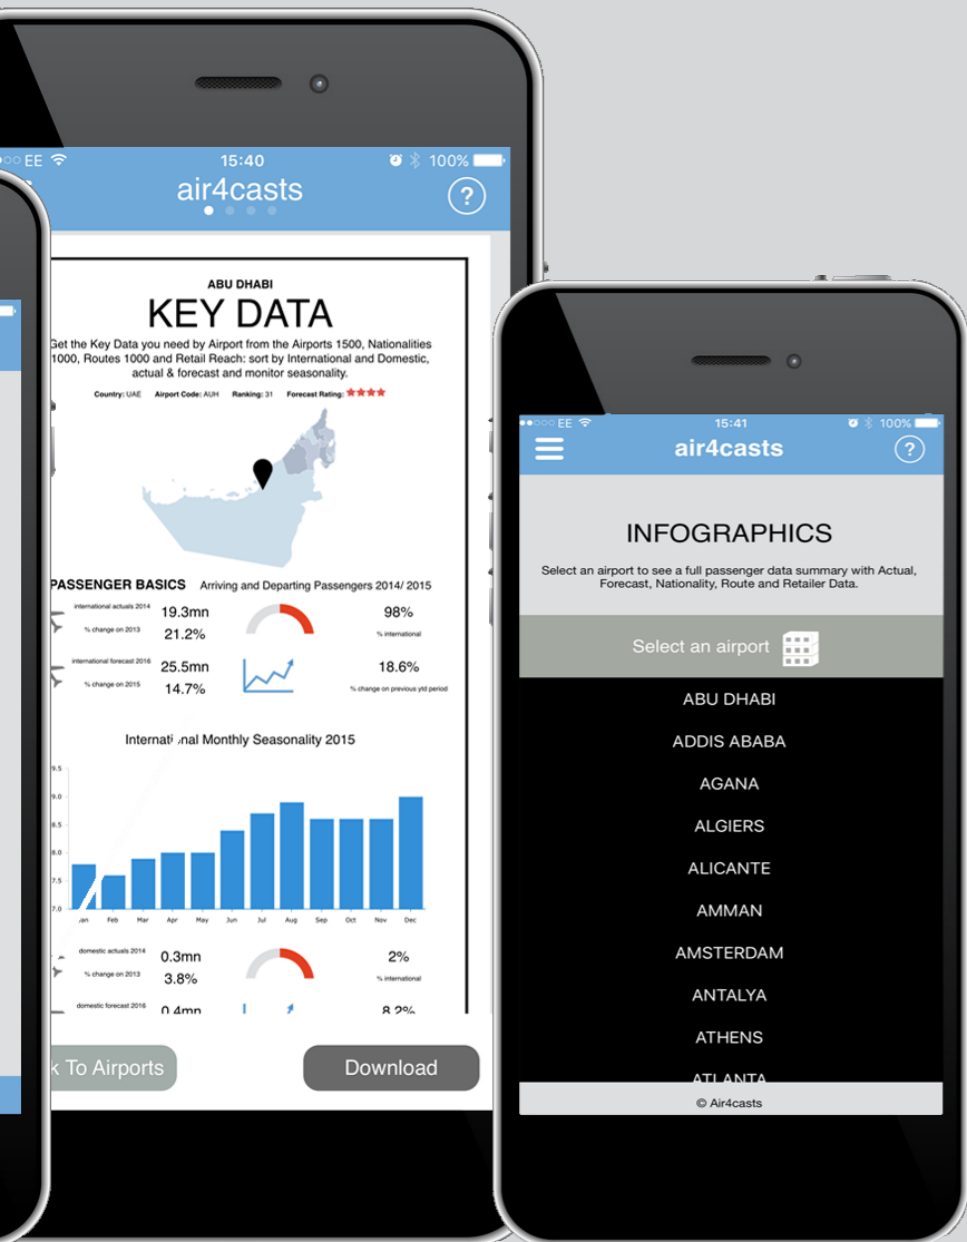 EE
15:40
100%
air4casts
?
ABU DHABI
KEY DATA
Get the Key Data you need by Airport from the Airports 1500, Nationalities
1000, Routes 1000 and Retail Reach: sort by International and Domestic,
actual & forecast and monitor seasonality.
Country: UAE Airport Code: AUH Ranking: 31 Forecast Rating:
PASSENGER BASICS Arriving and Departing Passengers 2014/ 2015
international actuals 2014 19.3mn 98%
% change on 2013 21.2% % international
international forecast 2016 25.5mn 18.6%
% change on 2015 14.7% % change on previous ytd period
International Monthly Seasonality 2015
9.5
9.0
8.5
8.0
7.5
7.0
Jan Feb Mar Apr May Jun Jul Aug Sep Oct Nov Dec
domestic actuals 2014 0.3mn 2%
% change on 2013 3.8% % international
domestic forecast 2016 0.4mn 8.2%
k To Airports
Download
EE
15:41
100%
air4casts
?
INFOGRAPHICS
Select an airport to see a full passenger data summary with Actual,
Forecast, Nationality, Route and Retailer Data.
Select an airport
ABU DHABI
ADDIS ABABA
AGANA
ALGIERS
ALICANTE
AMMAN
AMSTERDAM
ANTALYA
ATHENS
ATLANTA
© Air4casts